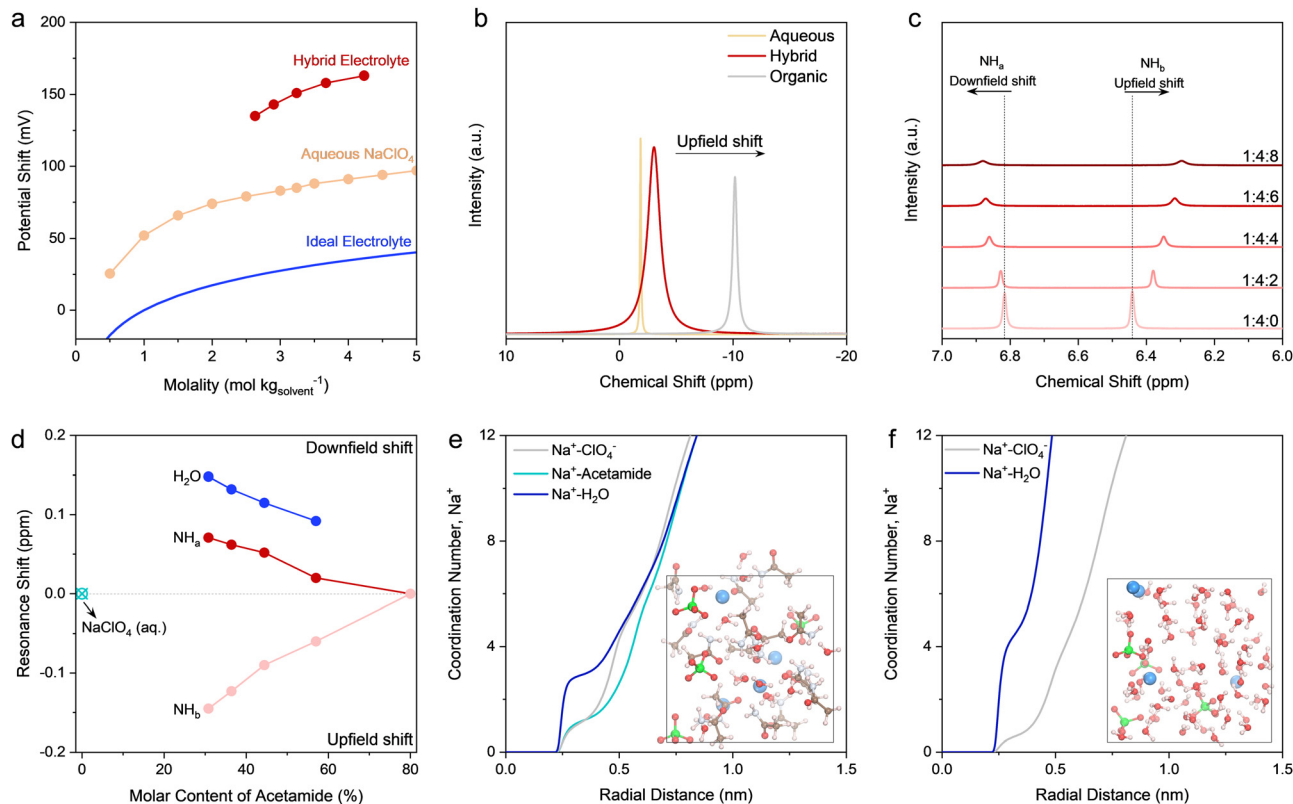 a
200
150
100
50
0
0
1
2
3
4
5
Potential Shift (mV)
Molality (mol kgsolvent⁻¹)
Hybrid Electrolyte
Aqueous NaClO₄
Ideal Electrolyte
b
Aqueous
Hybrid
Organic
Upfield shift
Intensity (a.u.)
10
0
-10
-20
Chemical Shift (ppm)
c
NHₐ
Downfield shift
NHb
Upfield shift
1:4:8
1:4:6
1:4:4
1:4:2
1:4:0
Intensity (a.u.)
7.0
6.8
6.6
6.4
6.2
6.0
Chemical Shift (ppm)
d
0.2
0.1
0.0
-0.1
-0.2
Resonance Shift (ppm)
Downfield shift
H₂O
NHₐ
NaClO₄ (aq.)
NHb
Upfield shift
0
20
40
60
80
Molar Content of Acetamide (%)
e
12
8
4
0
Coordination Number, Na⁺
Na⁺-ClO₄⁻
Na⁺-Acetamide
Na⁺-H₂O
0.0
0.5
1.0
1.5
Radial Distance (nm)
f
12
8
4
0
Coordination Number, Na⁺
Na⁺-ClO₄⁻
Na⁺-H₂O
0.0
0.5
1.0
1.5
Radial Distance (nm)